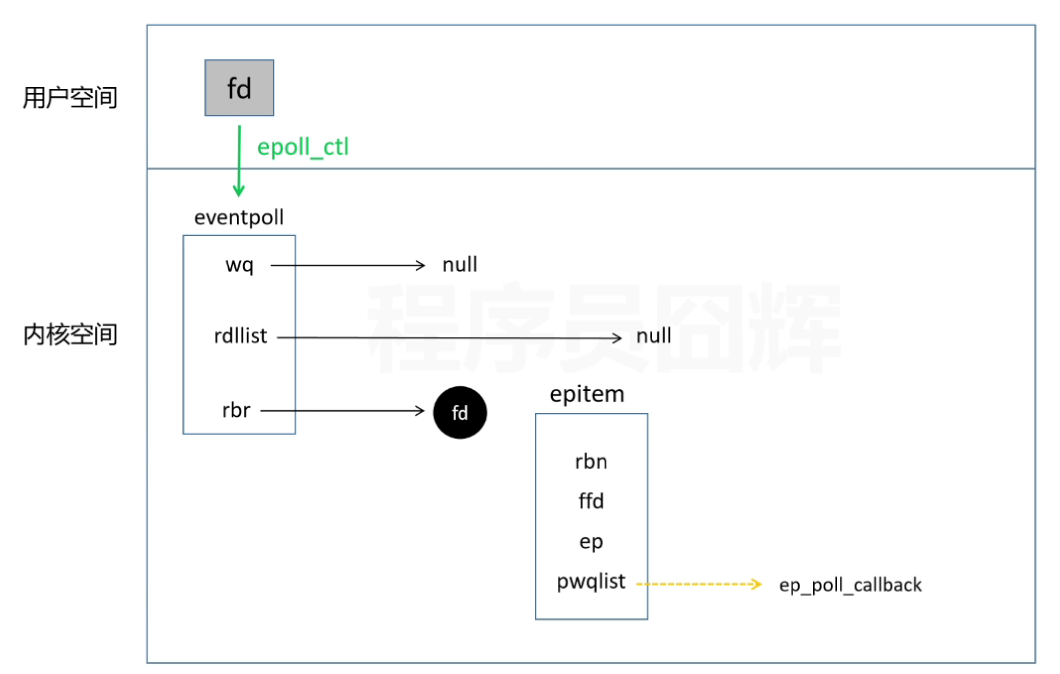 用户空间
fd
epoll_ctl
eventpoll
wq
null
程序员囧辉
内核空间
rdllist
null
rbr
fd
epitem
rbn
ffd
ep
pwqlist
ep_poll_callback